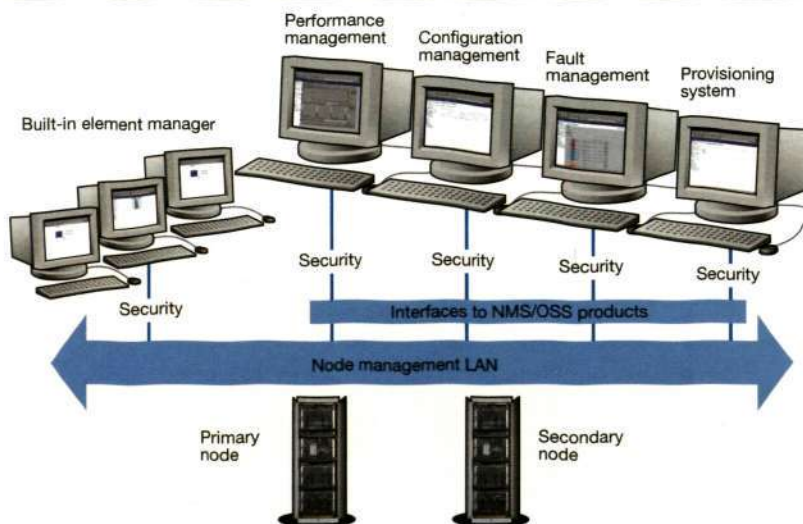 Performance
management
Configuration
management
Fault
management
Provisioning
system
Built-in element manager
Security
Security
Security
Security
Security
Interfaces to NMS/OSS products
Node management LAN
Primary
node
Secondary
node